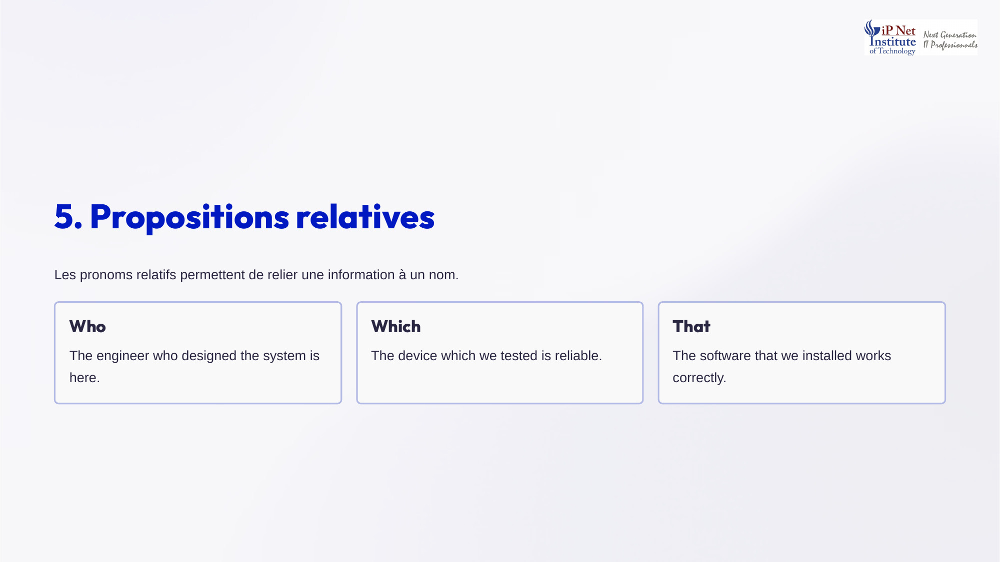 iP Net
Institute
of Technology
Next Generation
IT Professionnels
5. Propositions relatives
Les pronoms relatifs permettent de relier une information à un nom.
Who
The engineer who designed the system is
here.
Which
The device which we tested is reliable.
That
The software that we installed works
correctly.